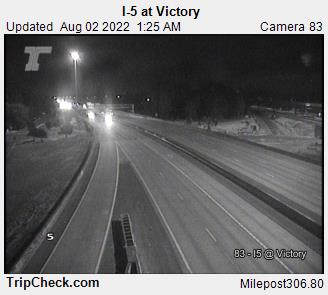 I-5 at Victory
Updated Aug 02 2022 1:25 AM Camera 83
T
S
83 - I5 @ Victory
TripCheck.com Milepost306.80